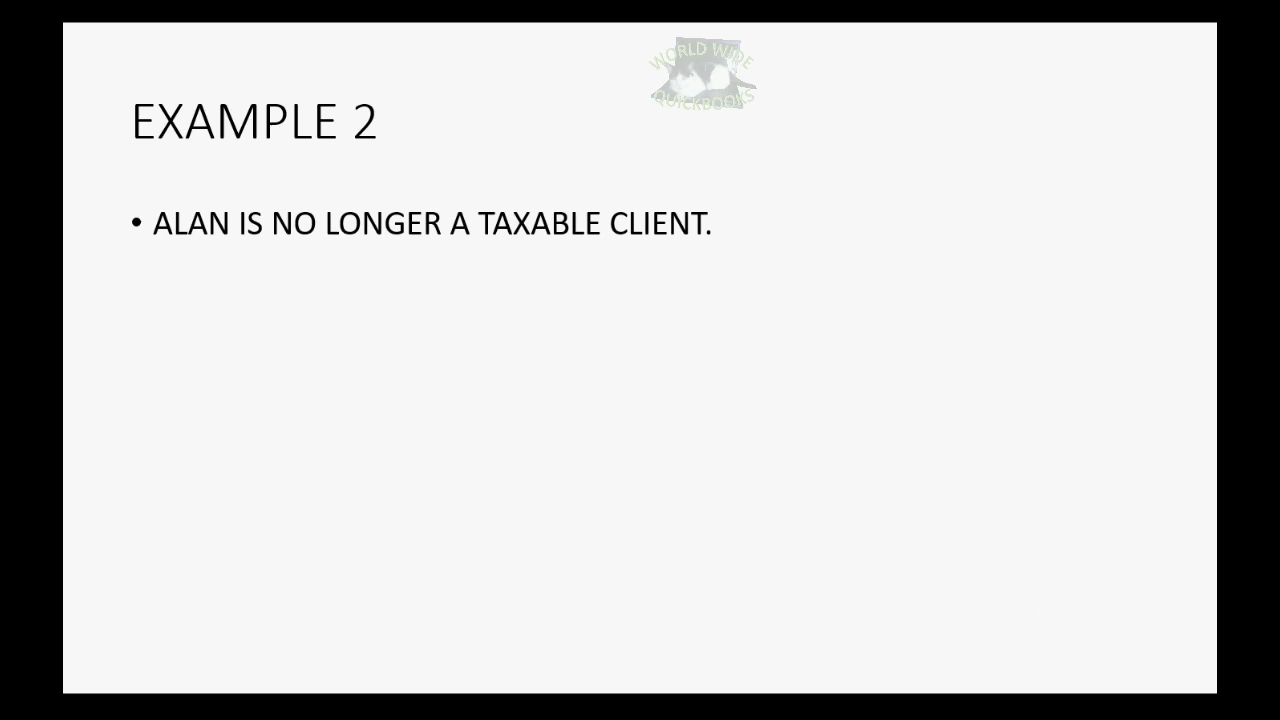 WORLD WIDE
QUICKBOOKS
EXAMPLE 2
• ALAN IS NO LONGER A TAXABLE CLIENT.